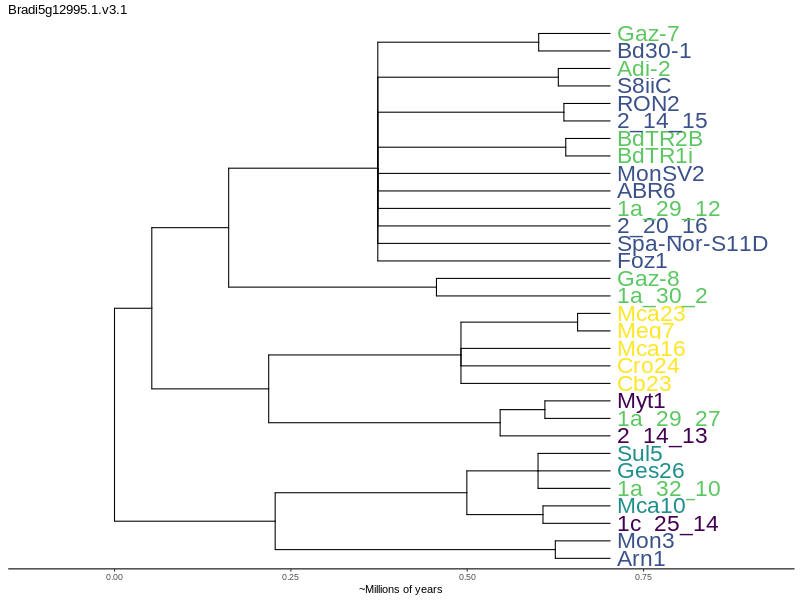 Bradi5g12995.1.v3.1
Gaz-7
Bd30-1
Adi-2
S8iiC
RON2
2_14_15
BdTR2B
BdTR1i
MonSV2
ABR6
1a_29_12
2_20_16
Spa-Nor-S11D
Foz1
Gaz-8
1a_30_2
Mca23
Meg7
Mca16
Cro24
Cb23
Myt1
1a_29_27
2_14_13
Sul5
Ges26
1a_32_10
Mca10
1c_25_14
Mon3
Arn1
0.00 0.25 0.50 0.75
~Millions of years